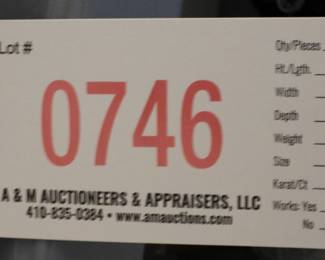 Lot #
0746
A & M AUCTIONEERS & APPRAISERS, LLC
410-835-0384 • www.amauctions.com
Qty/Pieces
Ht./Lgth.
Width
Depth
Weight
Size
Karat/Ct
Works: Yes
No